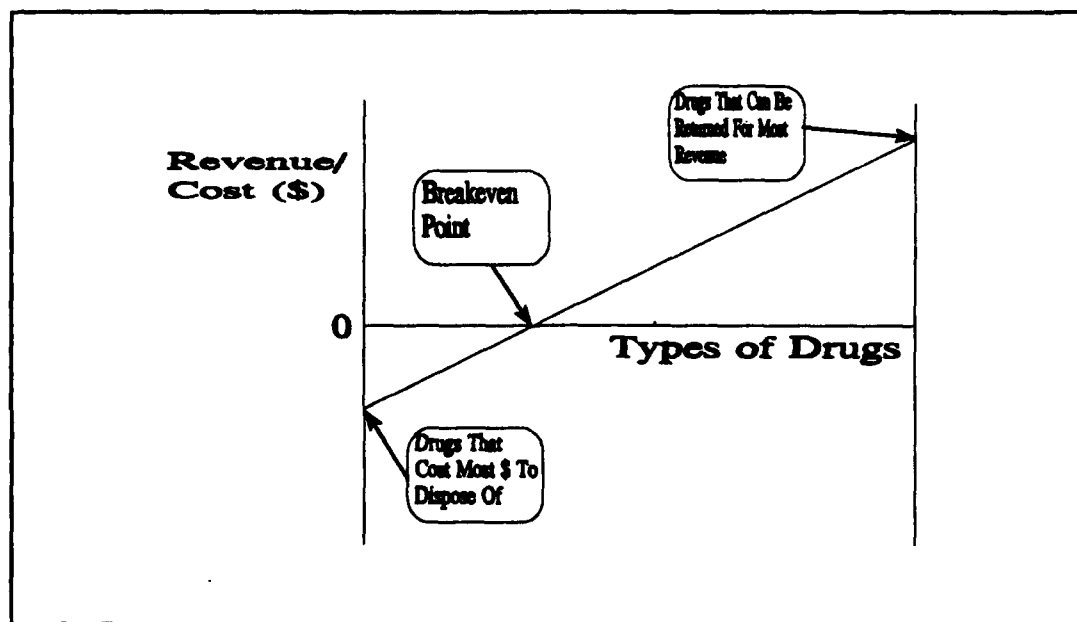 Drugs That Can Be
Returned For Most
Revenue
Revenue/
Cost ($)
Breakeven
Point
0
Types of Drugs
Drugs That
Cost Most $ To
Dispose Of